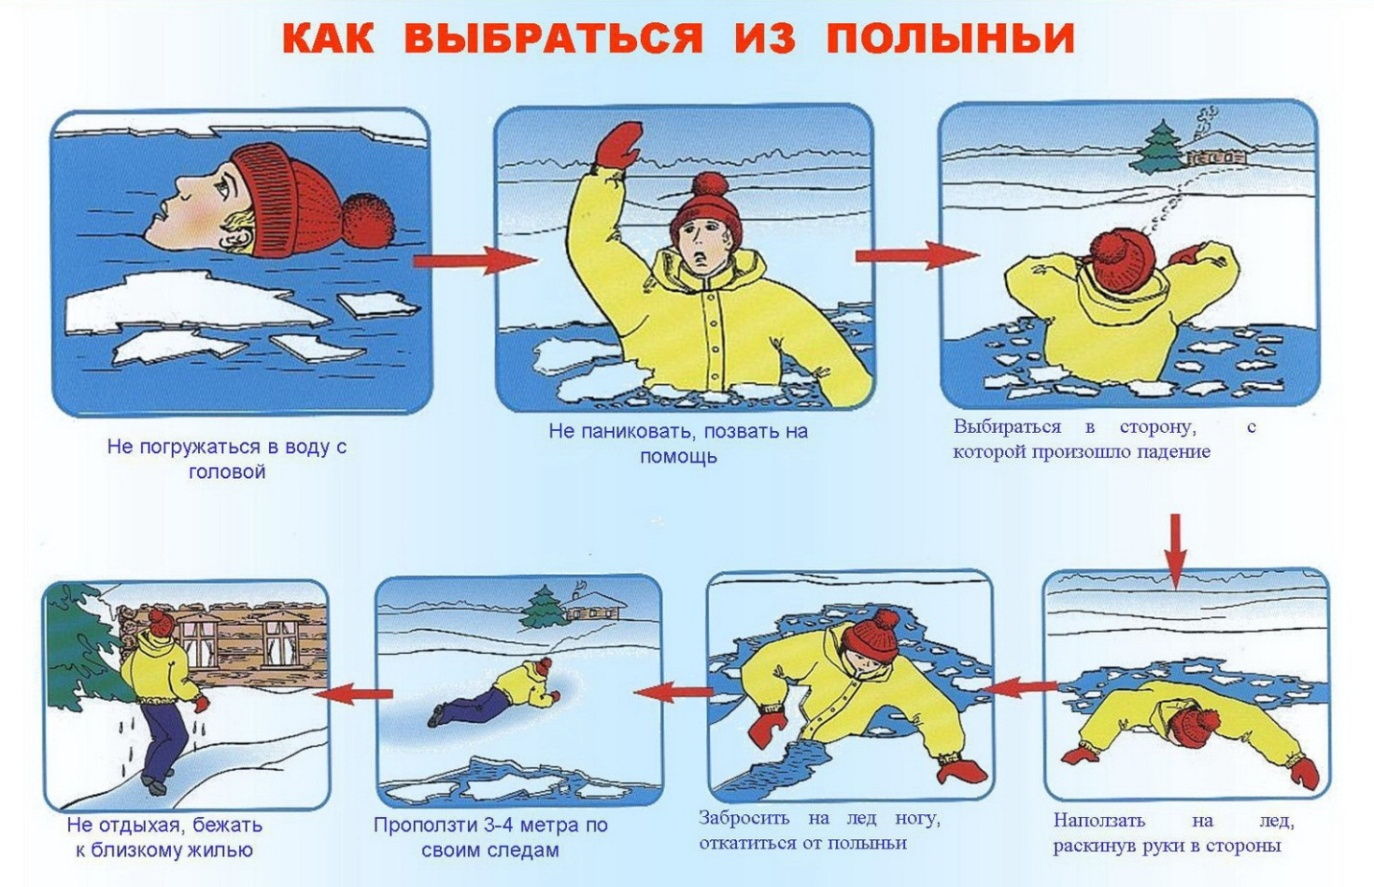 КАК ВЫБРАТЬСЯ ИЗ ПОЛЫНЬИ
Не погружаться в воду с
головой
Не паниковать, позвать на
помощь
Выбираться в сторону, с
которой произошло падение
Наползать на лед,
раскинув руки в стороны
Забросить на лед ногу,
откатиться от полыньи
Проползти 3-4 метра по
своим следам
Не отдыхая, бежать
к близкому жилью